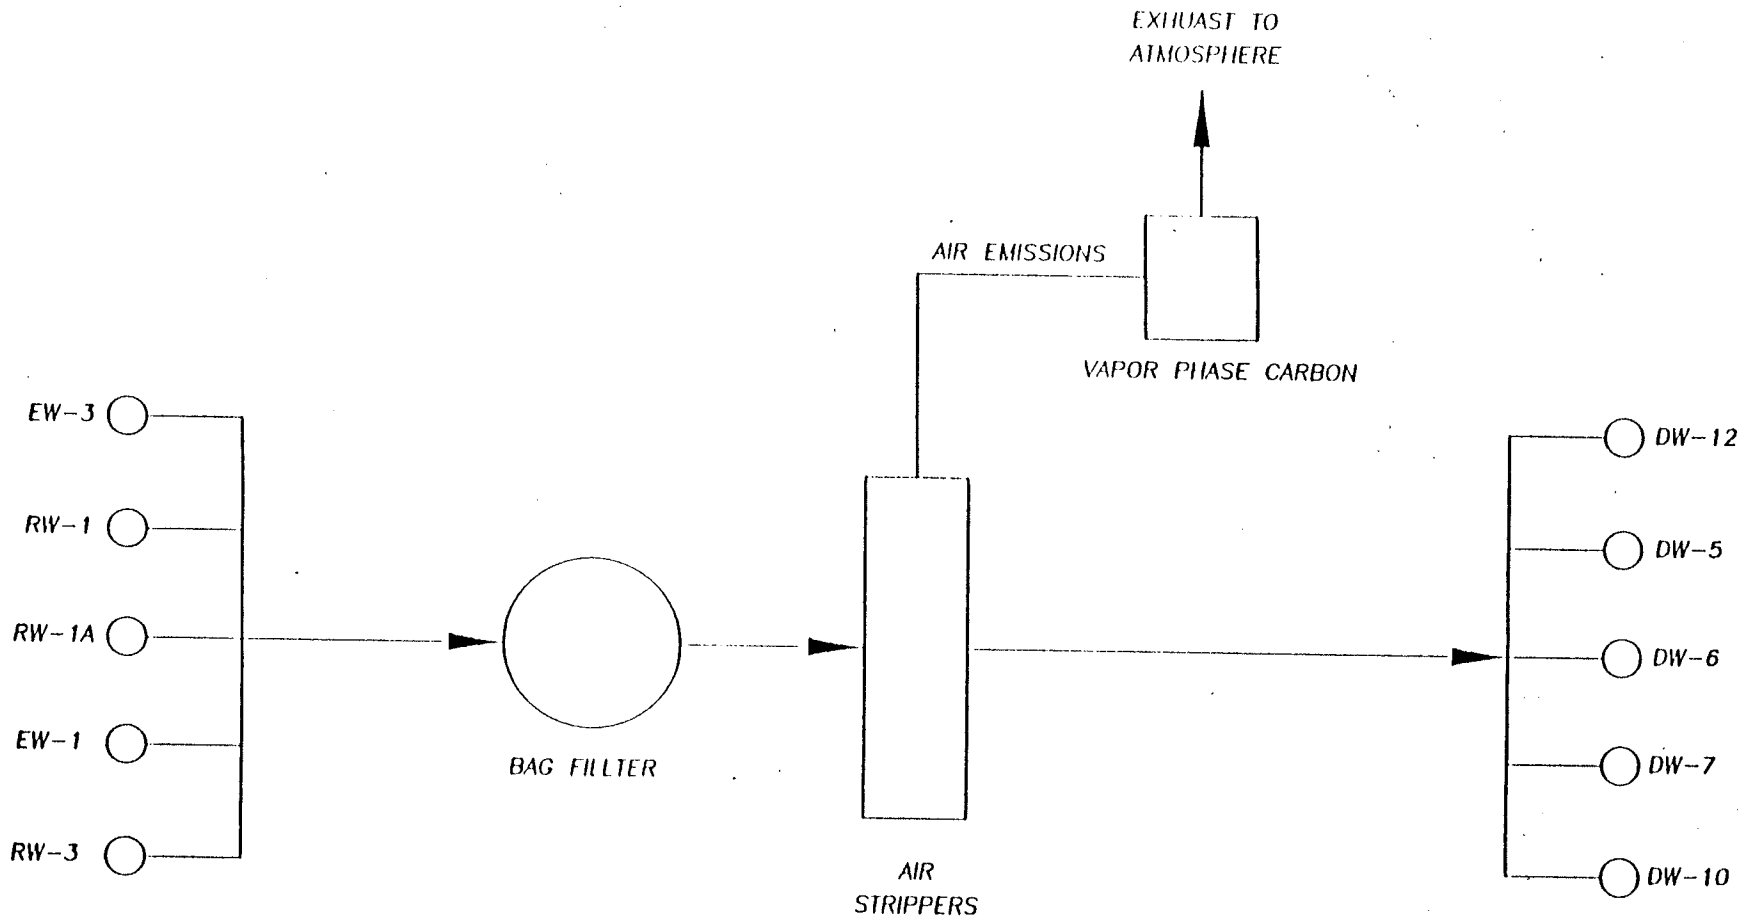 EXHUAST TO
ATMOSPHERE
AIR EMISSIONS
VAPOR PHASE CARBON
EW-3
RW-1
RW-1A
EW-1
RW-3
BAG FILLTER
AIR
STRIPPERS
DW-12
DW-5
DW-6
DW-7
DW-10